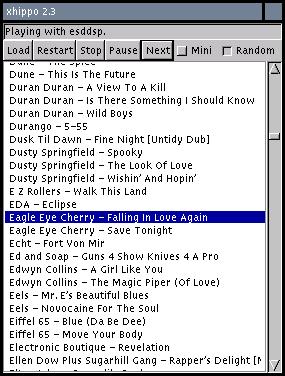 xhippo 2.3
Playing with esddsp.
Load Restart Stop Pause Next Mini Random
Dune - The Spice
Dune - This Is The Future
Duran Duran - A View To A Kill
Duran Duran - Is There Something I Should Know
Duran Duran - Wild Boys
Durango - 5-55
Dusk Til Dawn - Fine Night [Untidy Dub]
Dusty Springfield - Spooky
Dusty Springfield - The Look Of Love
Dusty Springfield - Wishin' And Hopin'
E Z Rollers - Walk This Land
EDA - Eclipse
Eagle Eye Cherry - Falling In Love Again
Eagle Eye Cherry - Save Tonight
Echt - Fort Von Mir
Ed and Soap - Guns 4 Show Knives 4 A Pro
Edwyn Collins - A Girl Like You
Edwyn Collins - The Magic Piper (Of Love)
Eels - Mr. E's Beautiful Blues
Eels - Novocaine For The Soul
Eiffel 65 - Blue (Da Be Dee)
Eiffel 65 - Move Your Body
Electronic Boutique - Revelation
Ellen Dow Plus Sugarhill Gang - Rapper's Delight [